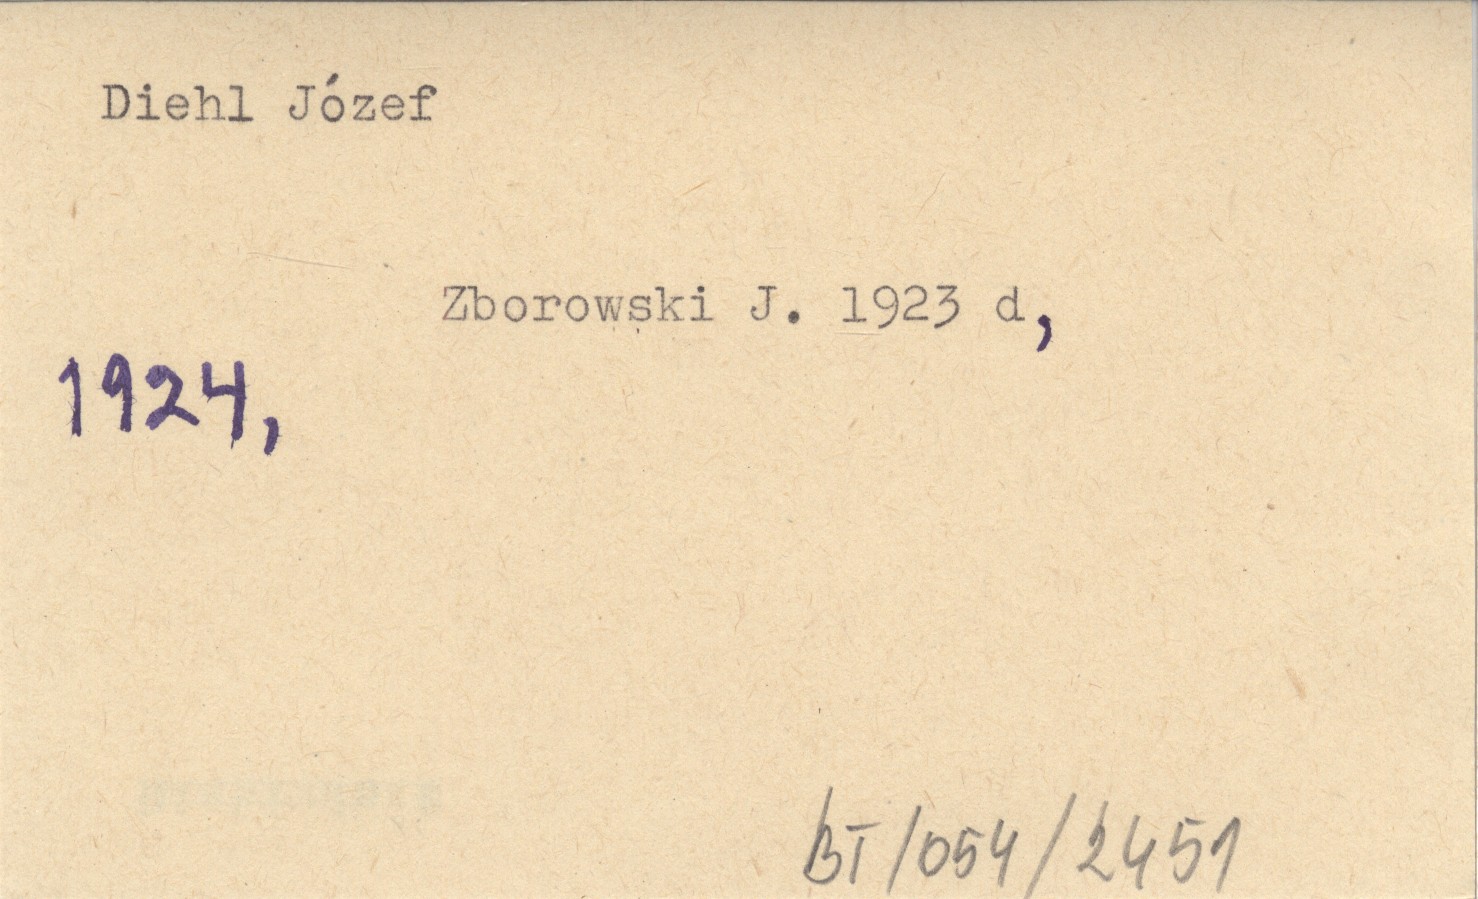 Diehl Józef
Zborowski J. 1923 d,
1924,
BT/054/2451